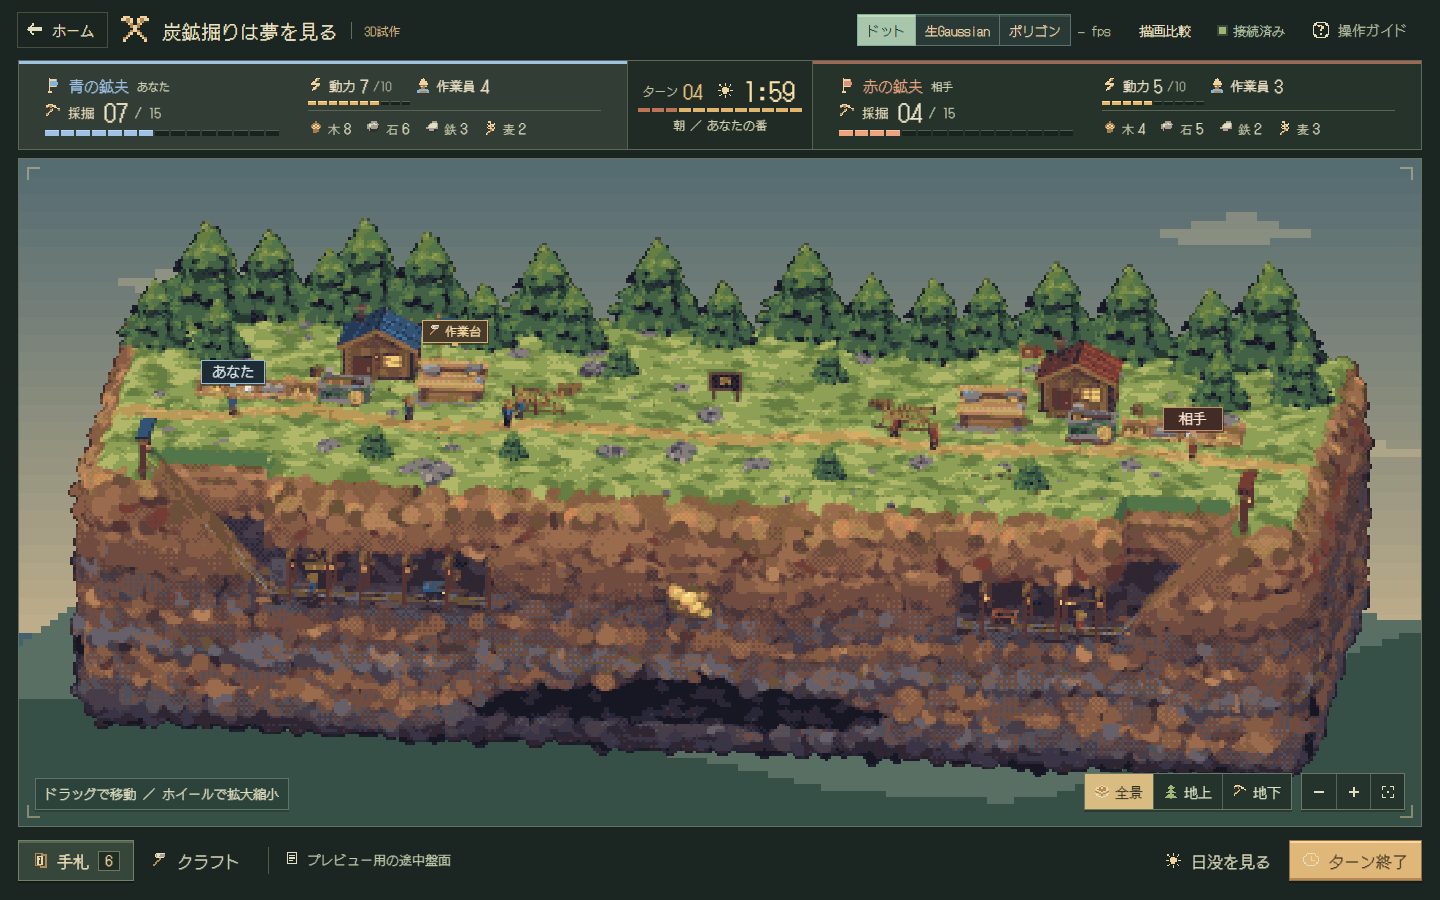 ホーム
炭鉱掘りは夢を見る
3D試作
ドット
生Gaussian
ポリゴン
– fps
描画比較
接続済み
操作ガイド
青の鉱夫 あなた
動力 7 /10
作業員 4
採掘 07 / 15
木 8
石 6
鉄 3
麦 2
ターン 04
1:59
朝 ／ あなたの番
赤の鉱夫 相手
動力 5 /10
作業員 3
採掘 04 / 15
木 4
石 5
鉄 2
麦 3
作業台
あなた
相手
ドラッグで移動 ／ ホイールで拡大縮小
全景
地上
地下
手札 6
クラフト
プレビュー用の途中盤面
日没を見る
ターン終了